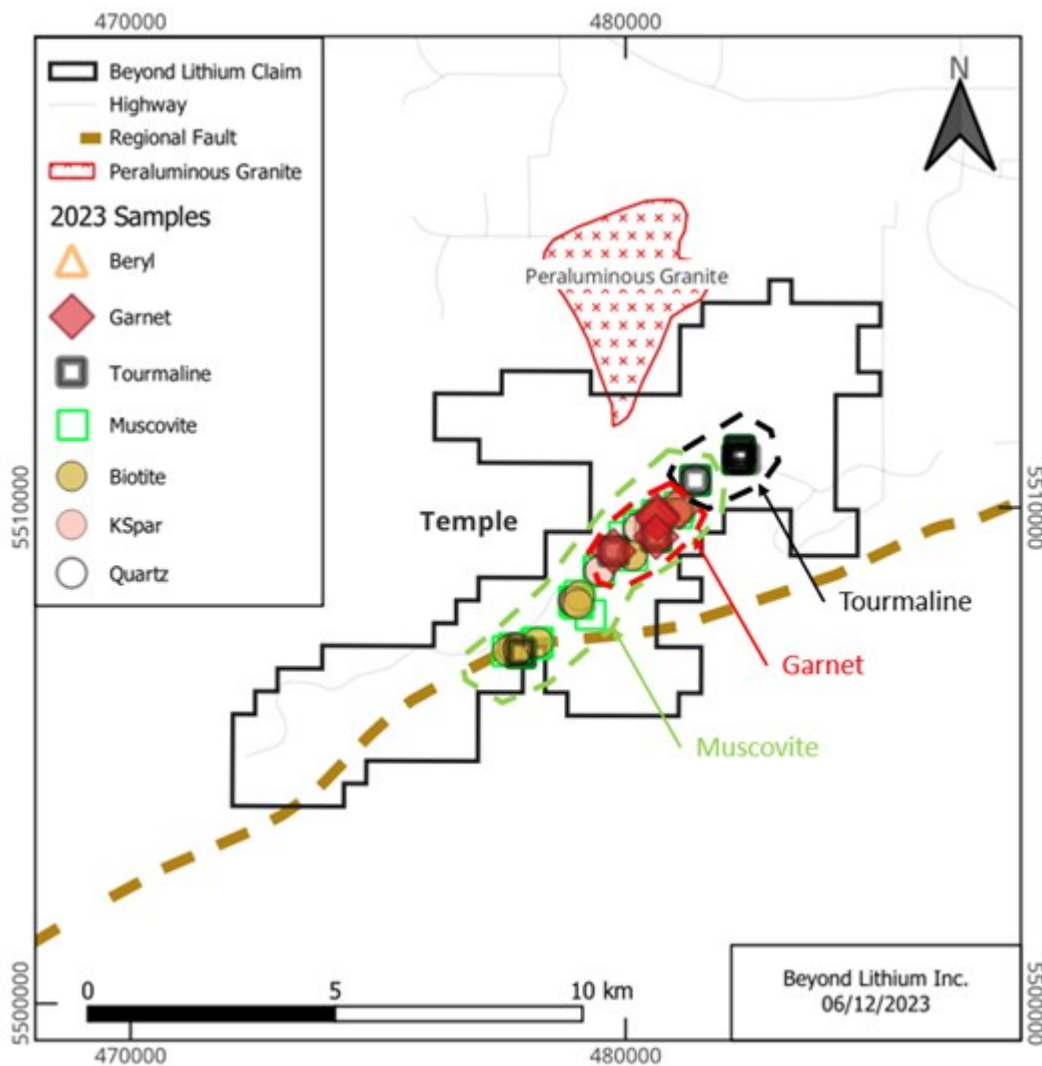 470000
480000
Beyond Lithium Claim
Highway
Regional Fault
Peraluminous Granite
2023 Samples
Beryl
Garnet
Tourmaline
Muscovite
Biotite
KSpar
Quartz
N
Peraluminous Granite
Temple
5510000
5510000
Tourmaline
Garnet
Muscovite
5500000
55000000
0
5
10 km
Beyond Lithium Inc.
06/12/2023
470000
480000